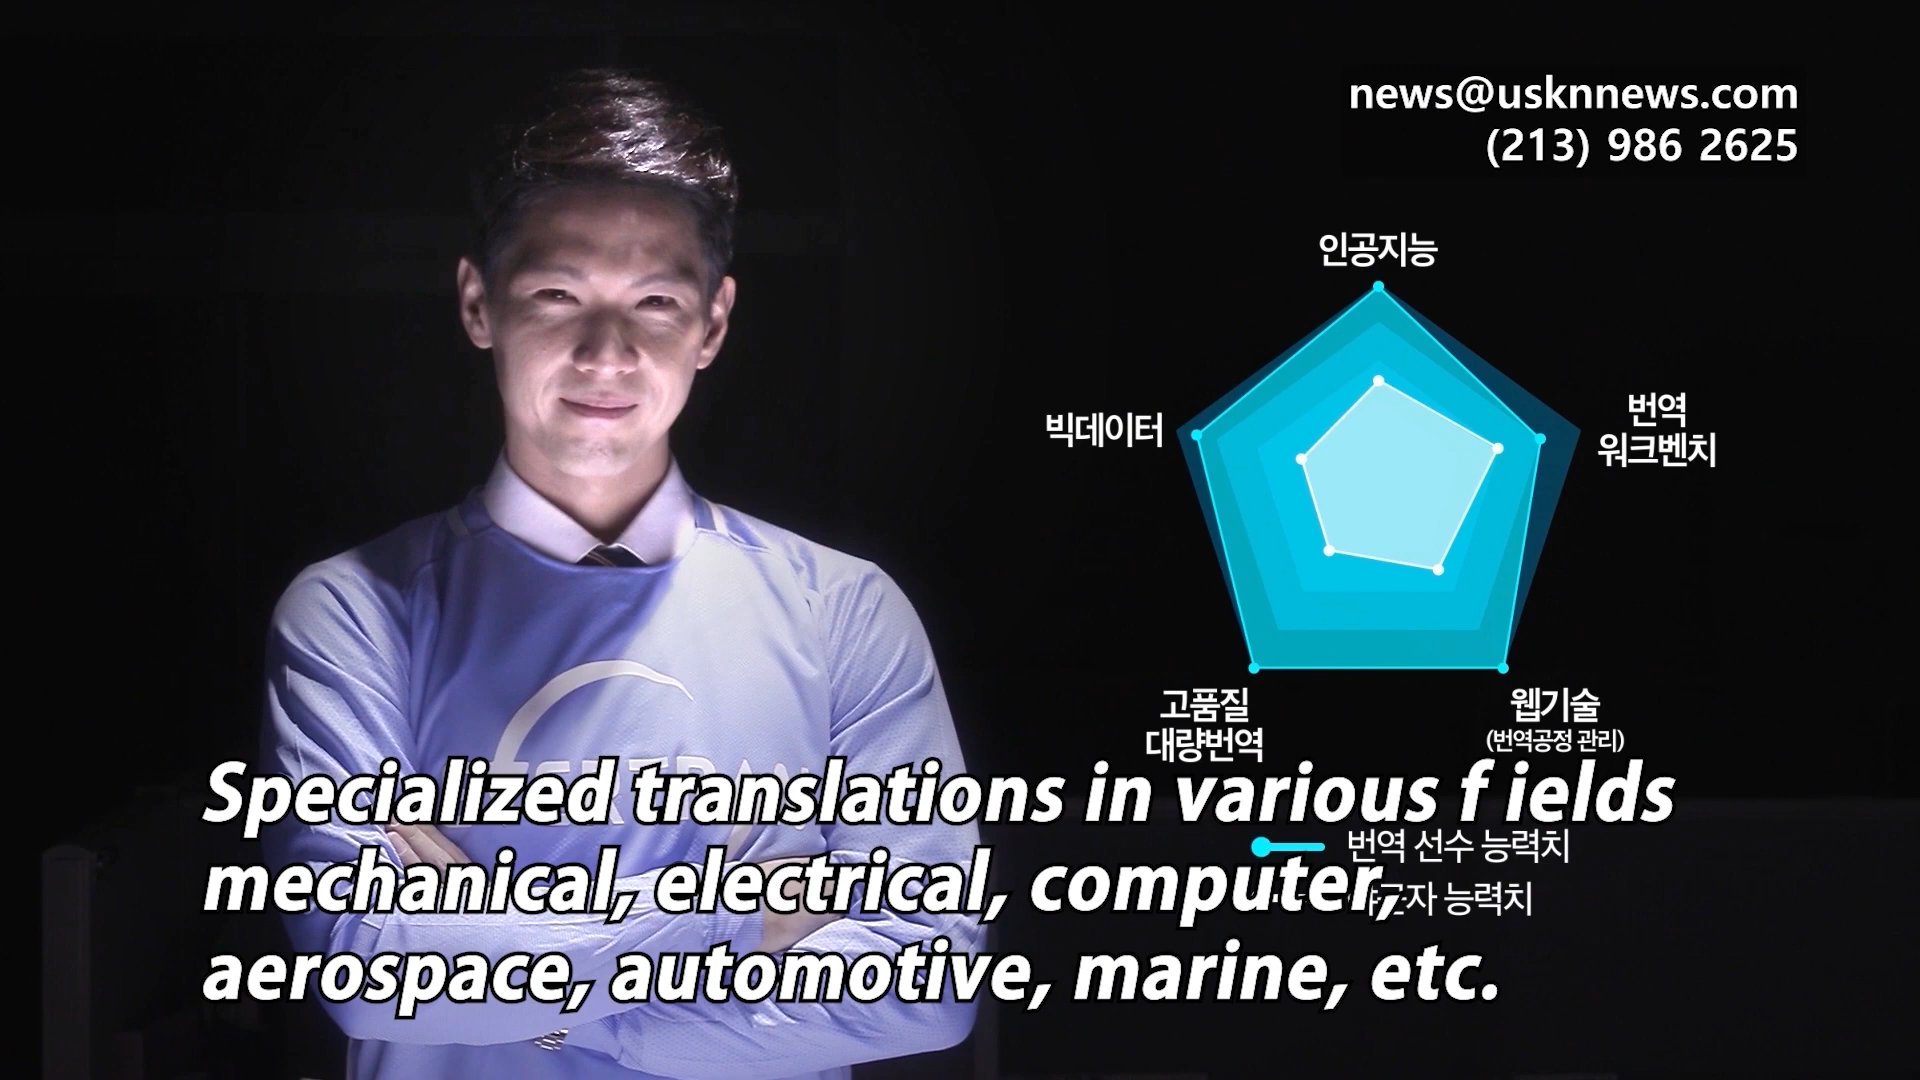 news@usknnews.com
(213) 986 2625
인공지능
빅데이터
번역
워크벤치
고품질
대량번역
웹기술
(번역공정 관리)
Specialized translations in various fields
번역 선수 능력치
mechanical, electrical, computer,
능력치
aerospace, automotive, marine, etc.